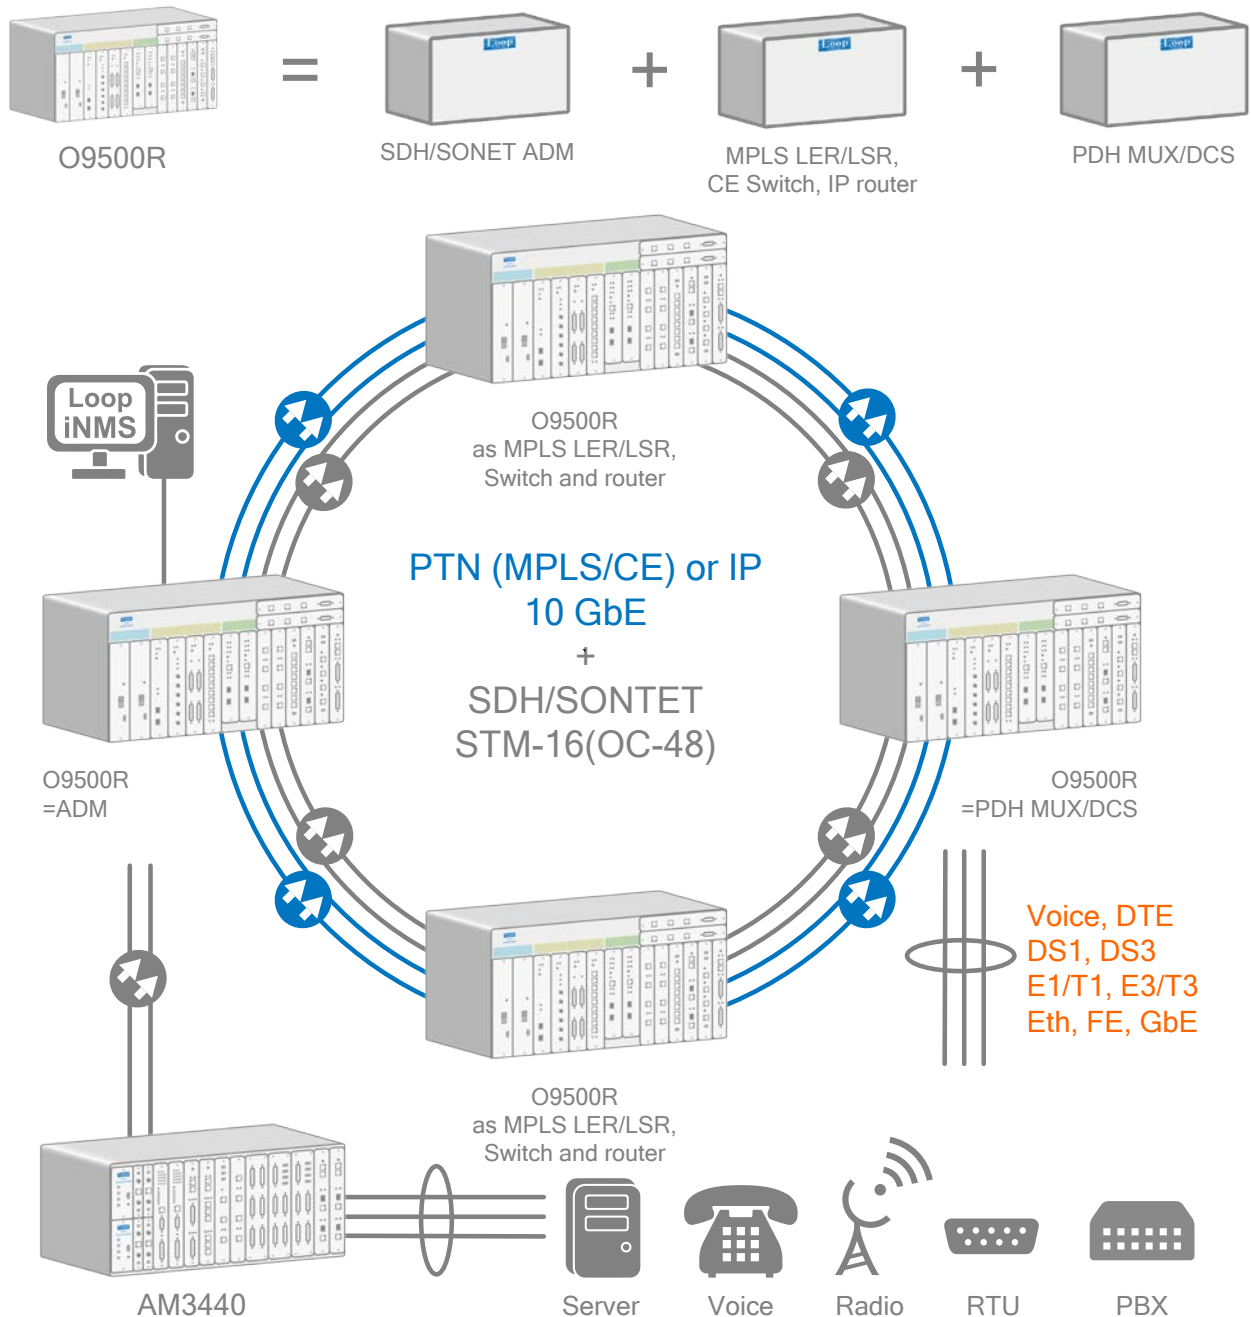 Loop
Loop
Loop
O9500R
=
SDH/SONET ADM
+
MPLS LER/LSR,
CE Switch, IP router
+
PDH MUX/DCS
Loop
iNMS
O9500R
as MPLS LER/LSR,
Switch and router
PTN (MPLS/CE) or IP
10 GbE
+
SDH/SONTET
STM-16(OC-48)
O9500R
=ADM
O9500R
=PDH MUX/DCS
Voice, DTE
DS1, DS3
E1/T1, E3/T3
Eth, FE, GbE
O9500R
as MPLS LER/LSR,
Switch and router
AM3440
Server
Voice
Radio
RTU
PBX